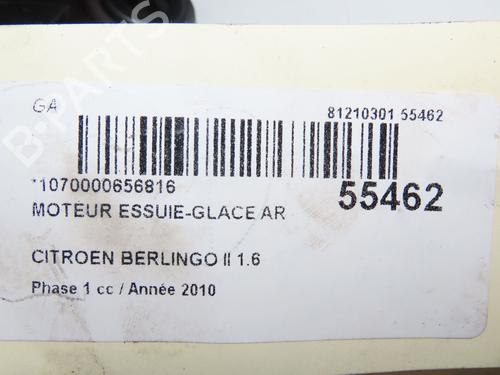 GA
81210301 55462
*1070000656816
55462
MOTEUR ESSUIE-GLACE AR
CITROEN BERLINGO II 1.6
Phase 1 cc / Année 2010
B-PARTS